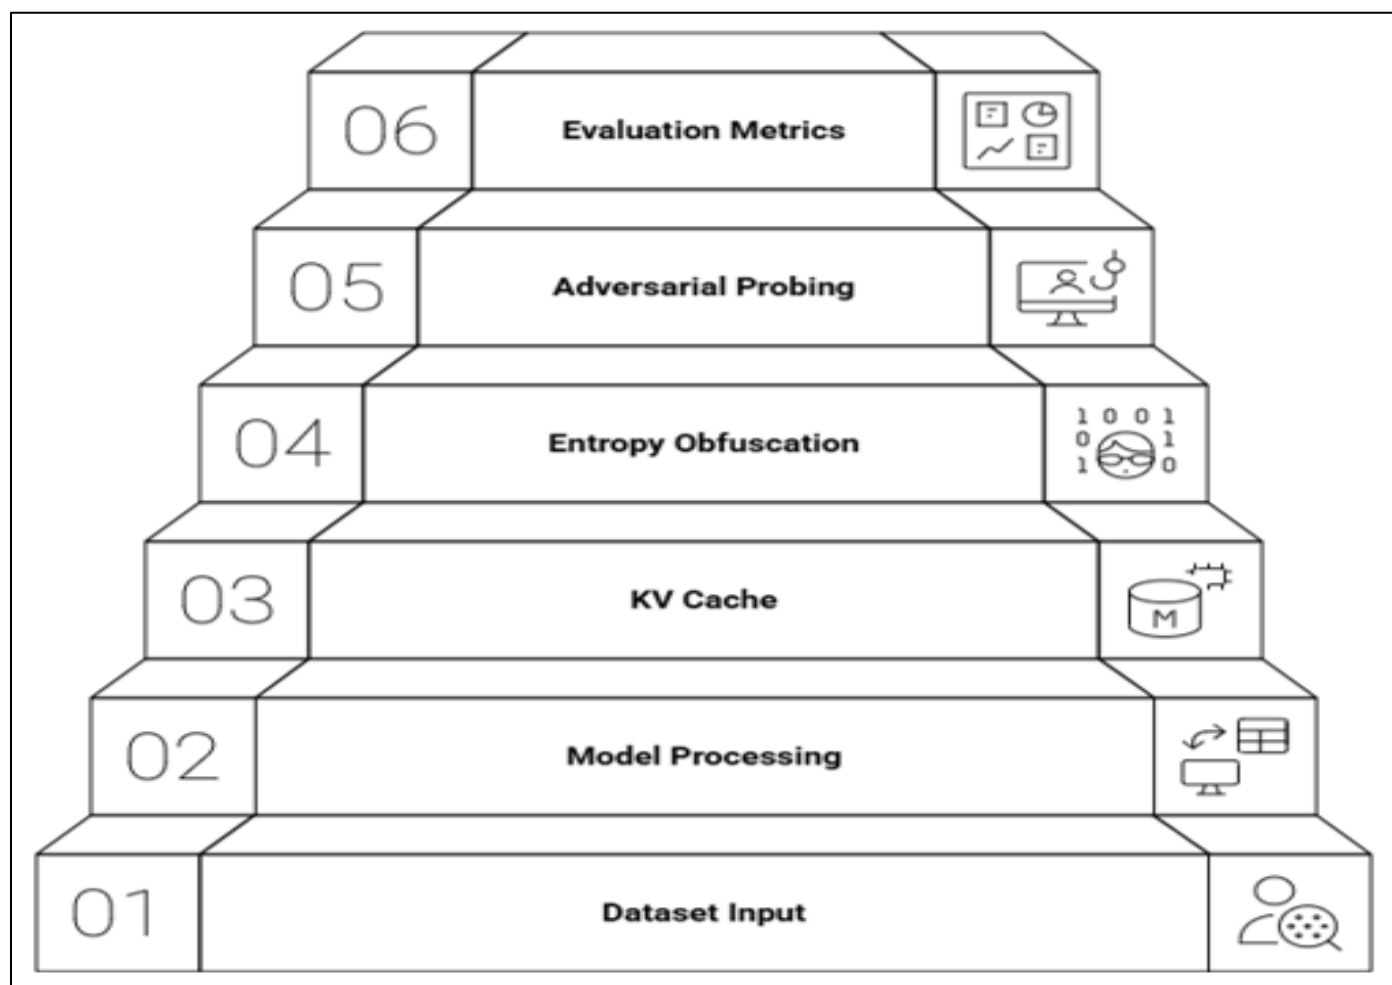 06 Evaluation Metrics
05 Adversarial Probing
04 Entropy Obfuscation
1 0 0 1
0 1
1 0
03 KV Cache
M
02 Model Processing
01 Dataset Input